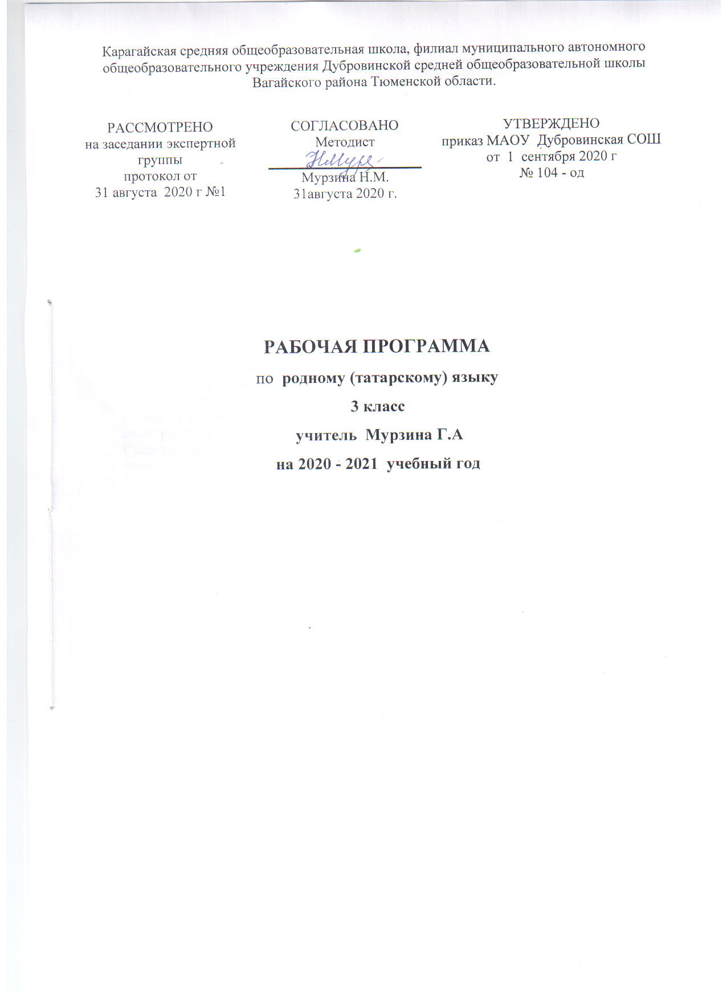 Карагайская средняя общеобразовательная школа, филиал муниципального автономного
общеобразовательного учреждения Дубровинской средней общеобразовательной школы
Вагайского района Тюменской области.
РАССМОТРЕНО
на заседании экспертной
группы
протокол от
31 августа 2020 г №1
СОГЛАСОВАНО
Методист
Мурзина Н.М.
31августа 2020 г.
УТВЕРЖДЕНО
приказ МАОУ Дубровинская СОШ
от 1 сентября 2020 г
№ 104 - од
РАБОЧАЯ ПРОГРАММА
по родному (татарскому) языку
3 класс
учитель Мурзина Г.А
на 2020 - 2021 учебный год